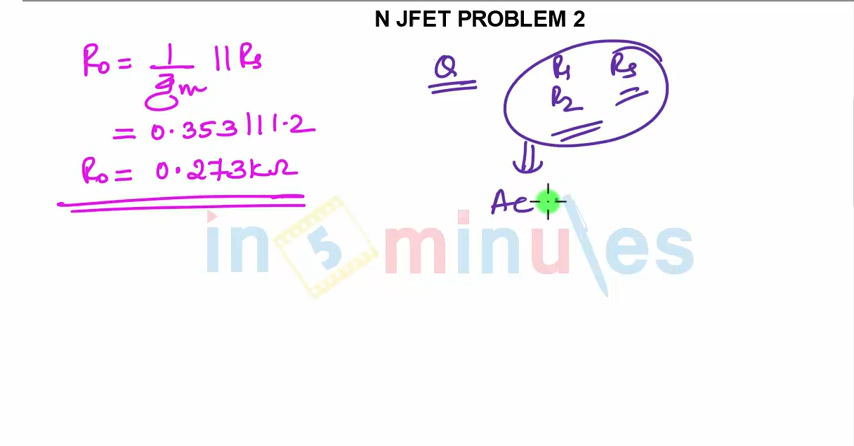 N JFET PROBLEM 2
Ro = 1/gm || Rs
= 0.353 || 1.2
Ro = 0.273kΩ
Q
R1 Rs
R2
⇓
Ac
in 5 minutes